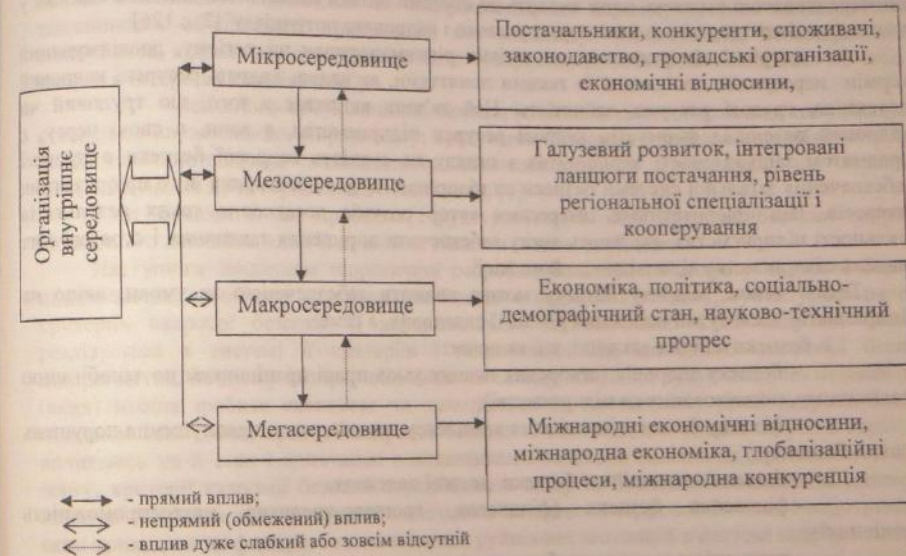 Мікросередовище
Постачальники, конкуренти, споживачі,
законодавство, громадські організації,
економічні відносини,
Організація
внутрішнє
середовище
Мезосередовище
Галузевий розвиток, інтегровані
ланцюги постачання, рівень
регіональної спеціалізації і
кооперування
Макросередовище
Економіка, політика, соціально-
демографічний стан, науково-технічний
прогрес
Мегасередовище
Міжнародні економічні відносини,
міжнародна економіка, глобалізаційні
процеси, міжнародна конкуренція
- прямий вплив;
- непрямий (обмежений) вплив;
- вплив дуже слабкий або зовсім відсутній